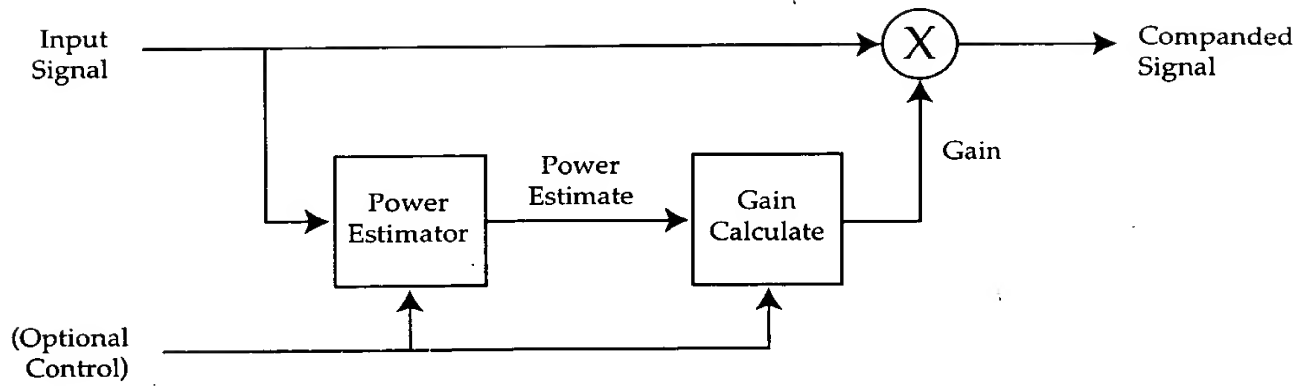 Input
Signal
X
Companded
Signal
Gain
Power
Estimate
Power
Estimator
Gain
Calculate
(Optional
Control)